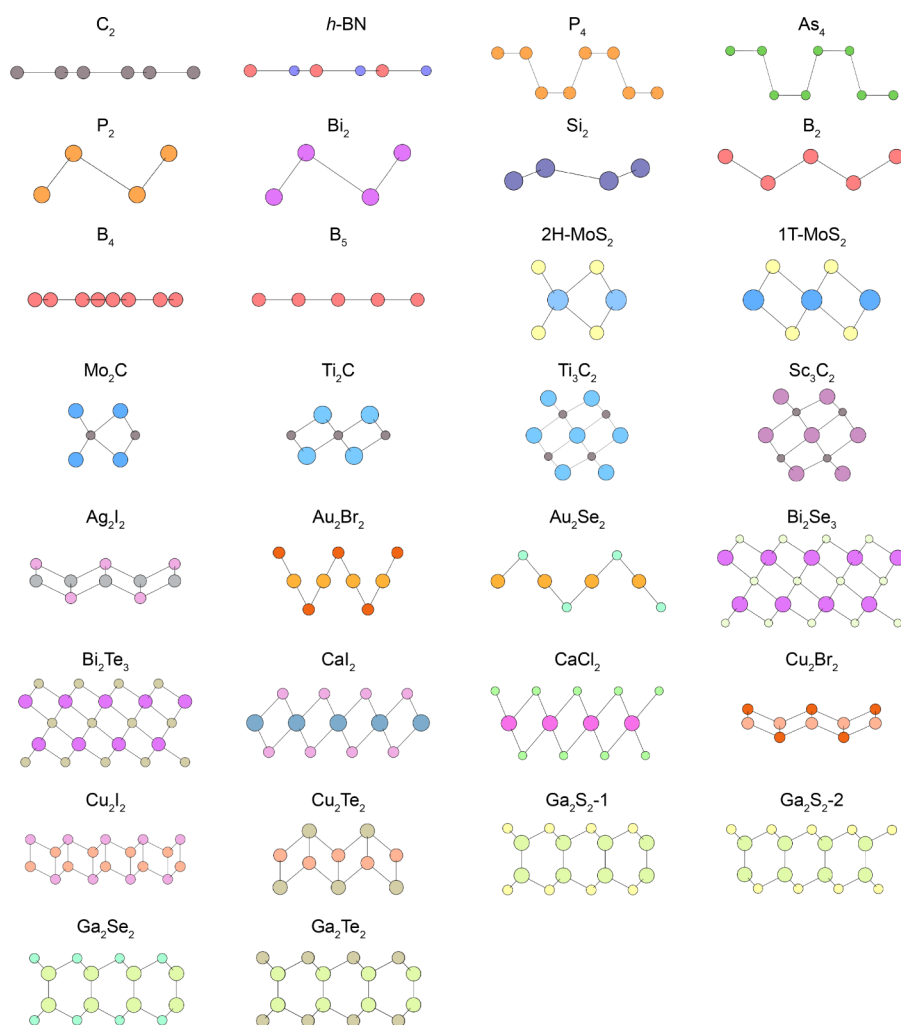 C₂ h-BN P₄ As₄
P₂ Bi₂ Si₂ B₂
B₄ B₅ 2H-MoS₂ 1T-MoS₂
Mo₂C Ti₂C Ti₃C₂ Sc₃C₂
Ag₂I₂ Au₂Br₂ Au₂Se₂ Bi₂Se₃
Bi₂Te₃ CaI₂ CaCl₂ Cu₂Br₂
Cu₂I₂ Cu₂Te₂ Ga₂S₂-1 Ga₂S₂-2
Ga₂Se₂ Ga₂Te₂